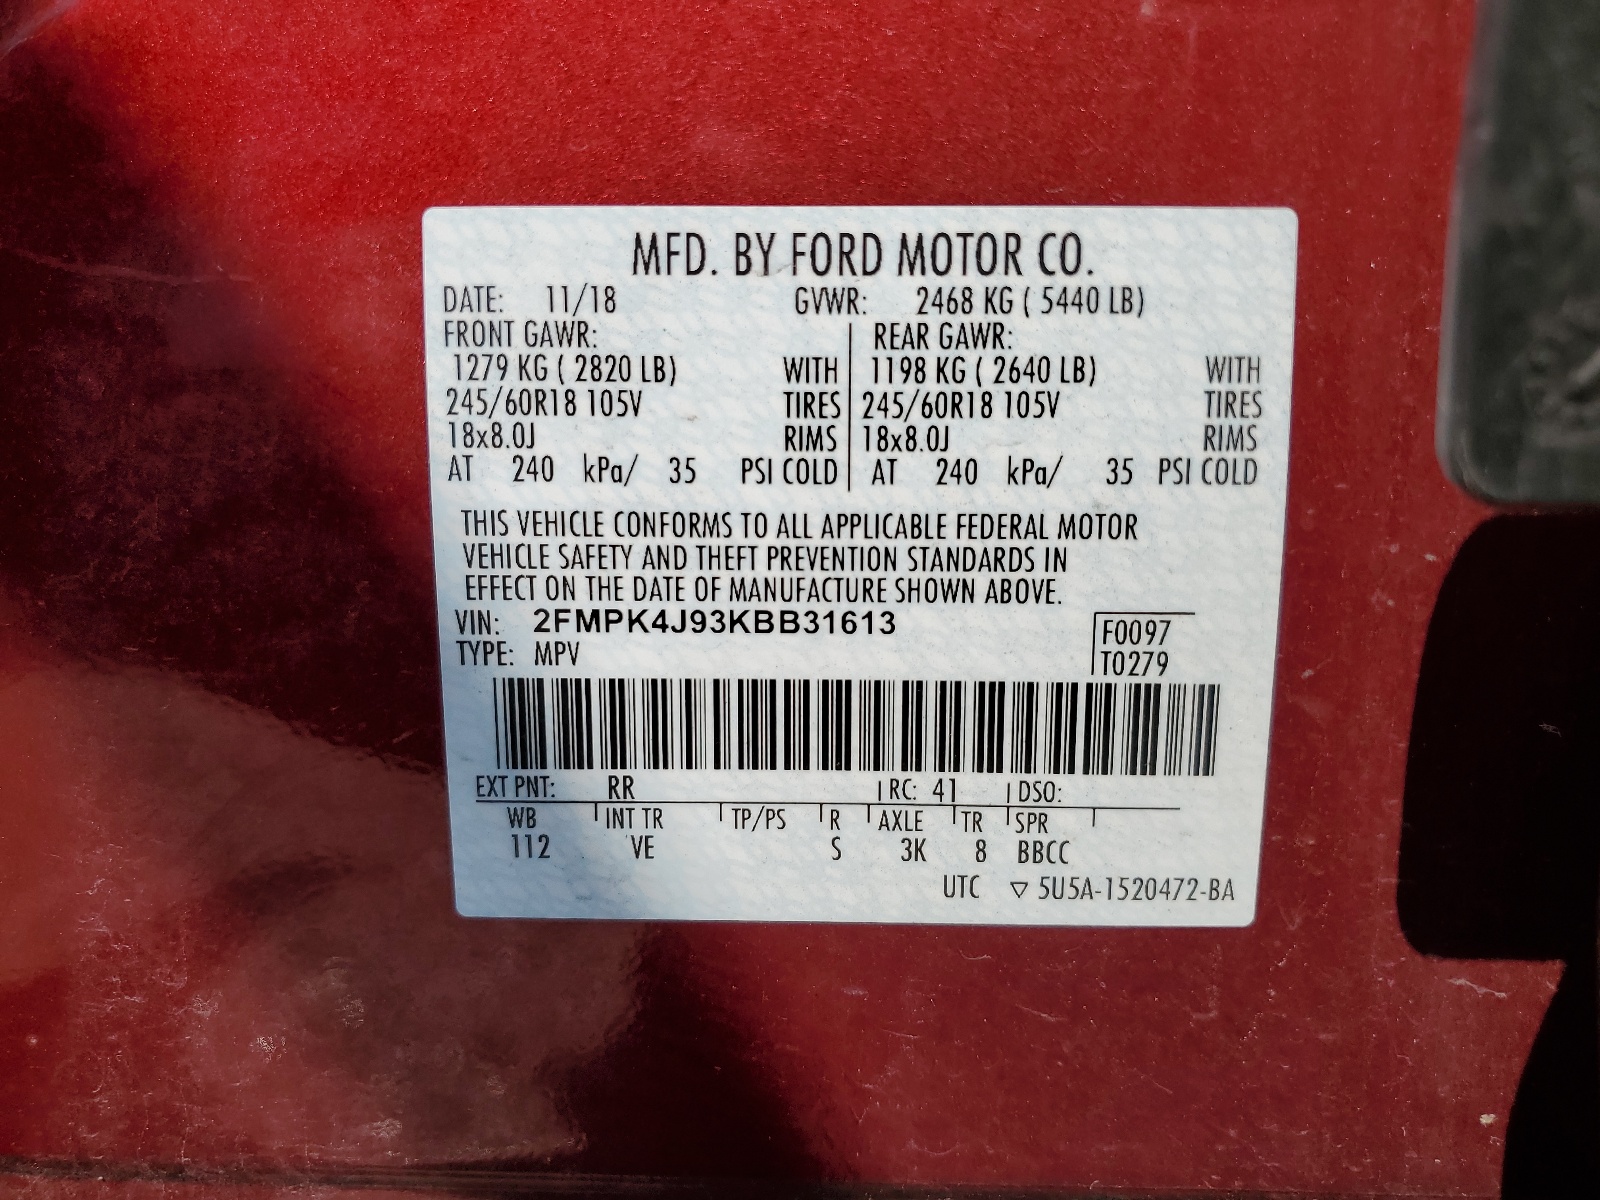 MFD. BY FORD MOTOR CO.
DATE: 11/18 GVWR: 2468 KG ( 5440 LB)
FRONT GAWR: REAR GAWR:
1279 KG ( 2820 LB) WITH 1198 KG ( 2640 LB) WITH
245/60R18 105V TIRES 245/60R18 105V TIRES
18x8.0J RIMS 18x8.0J RIMS
AT 240 kPa/ 35 PSI COLD AT 240 kPa/ 35 PSI COLD
THIS VEHICLE CONFORMS TO ALL APPLICABLE FEDERAL MOTOR
VEHICLE SAFETY AND THEFT PREVENTION STANDARDS IN
EFFECT ON THE DATE OF MANUFACTURE SHOWN ABOVE.
VIN: 2FMPK4J93KBB31613 F0097
TYPE: MPV T0279
EXT PNT: RR RC: 41 DSO:
WB INT TR TP/PS R AXLE TR SPR
112 VE S 3K 8 BBCC
UTC ▽ 5U5A-1520472-BA